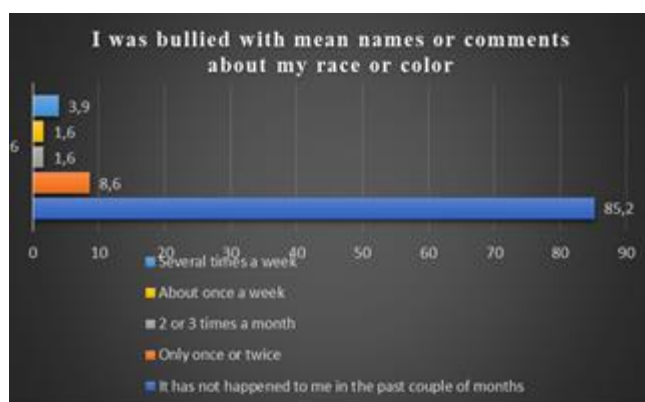 I was bullied with mean names or comments
about my race or color
3,9
1,6
6
1,6
8,6
85,2
0 10 20 30 40 50 60 70 80 90
Several times a week
About once a week
2 or 3 times a month
Only once or twice
It has not happened to me in the past couple of months